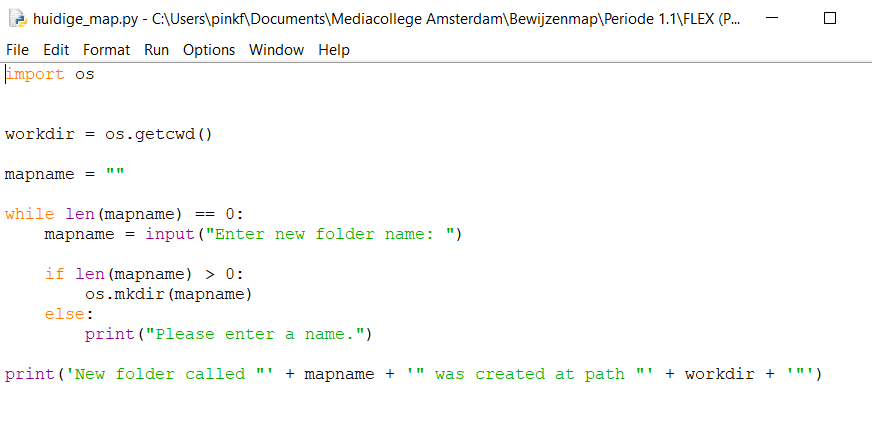 huidige_map.py - C:\Users\pinkf\Documents\Mediacollege Amsterdam\Bewijzenmap\Periode 1.1\FLEX (P...
File Edit Format Run Options Window Help
import os
workdir = os.getcwd()
mapname = ""
while len(mapname) == 0:
    mapname = input("Enter new folder name: ")
    if len(mapname) > 0:
        os.mkdir(mapname)
    else:
        print("Please enter a name.")
print('New folder called "' + mapname + '" was created at path "' + workdir + '"')